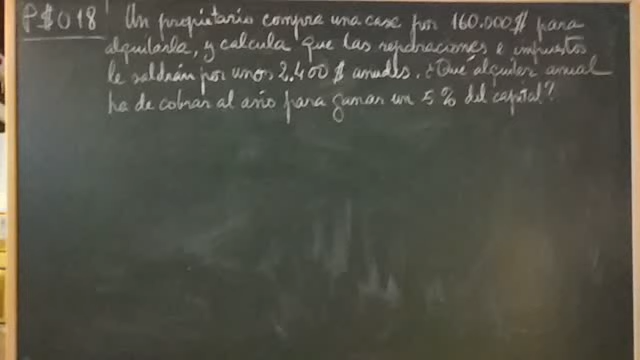 P$018 Un propietario compra una casa por 160.000$ para
alquilarla, y calcula que las reparaciones e impuestos
le saldrán por unos 2.400 $ anuales. ¿Qué alquiler anual
ha de cobrar al año para ganar un 5% del capital?